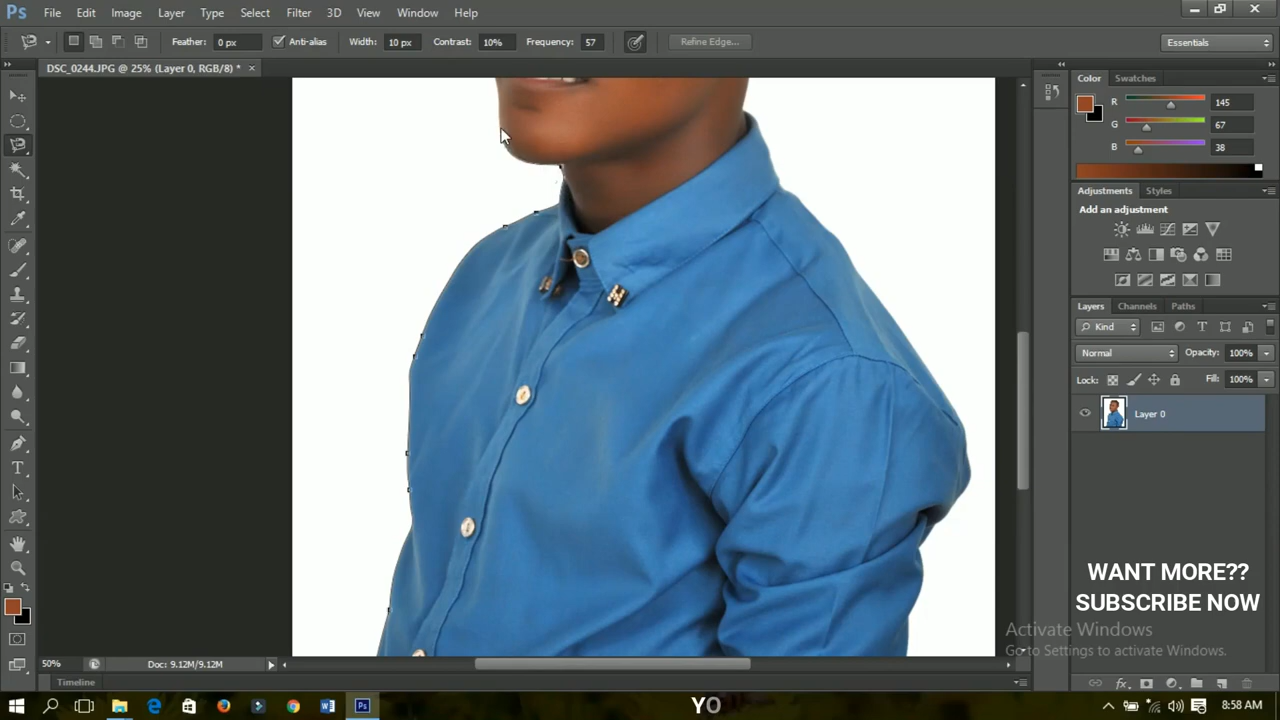 Ps File Edit Image Layer Type Select Filter 3D View Window Help
Feather: 0 px Anti-alias Width: 10 px Contrast: 10% Frequency: 57 Refine Edge... Essentials
DSC_0244.JPG @ 25% (Layer 0, RGB/8) * ×
Color Swatches
R 145
G 67
B 38
Adjustments Styles
Add an adjustment
Layers Channels Paths
Kind
Normal Opacity: 100%
Lock: Fill: 100%
Layer 0
WANT MORE??
SUBSCRIBE NOW
Activate Windows
Go to Settings to activate Windows.
50% Doc: 9.12M/9.12M
Timeline
YO
8:58 AM